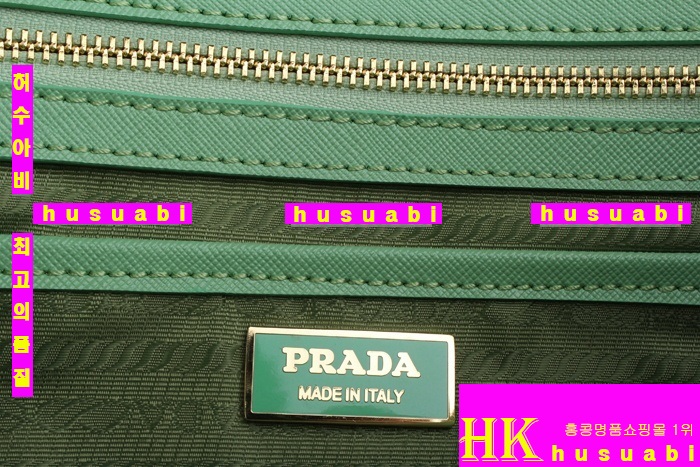 허수아비
husuabi
husuabi
husuabi
최고의품질
PRADA
MADE IN ITALY
HK
홍콩명품쇼핑몰 1위
husuabi